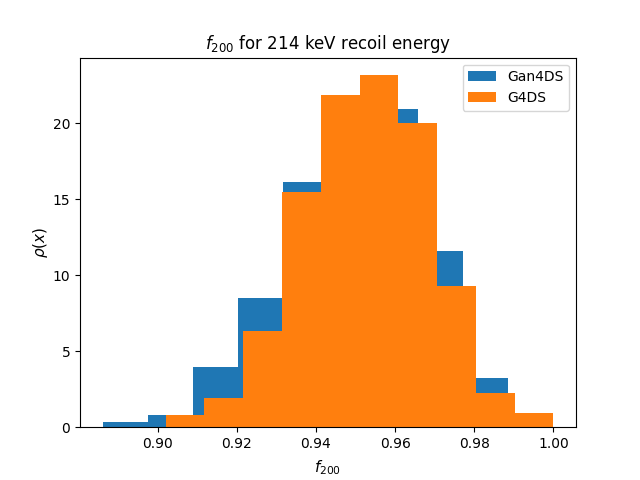 f₂₀₀ for 214 keV recoil energy
Gan4DS
G4DS
ρ(x)
20
15
10
5
0
0.90 0.92 0.94 0.96 0.98 1.00
f₂₀₀